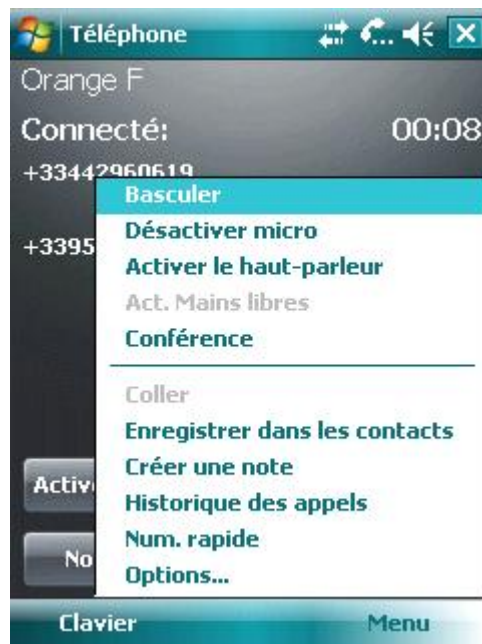 Téléphone
Orange F
Connecté: 00:08
+33442960619
Basculer
Désactiver micro
+3395
Activer le haut-parleur
Act. Mains libres
Conférence
Coller
Enregistrer dans les contacts
Créer une note
Activ
Historique des appels
Num. rapide
No
Options...
Clavier Menu